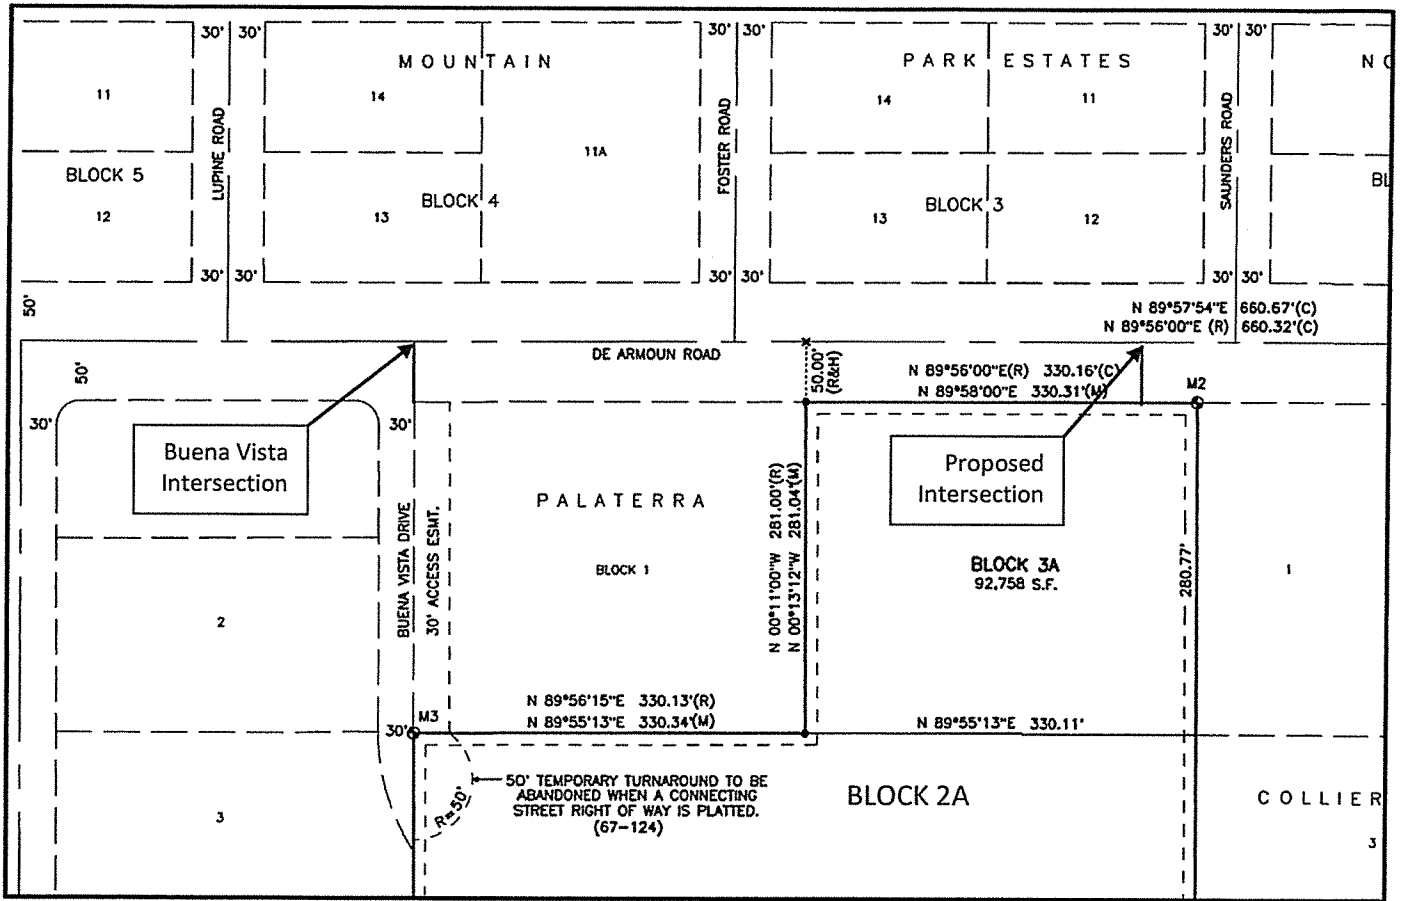 30' 30'
30' 30'
30' 30'
MOUNTAIN
PARK ESTATES
11
14
11A
14
11
LUPINE ROAD
FOSTER ROAD
SAUNDERS ROAD
BLOCK 5
BLOCK 4
BLOCK 3
12
13
13
12
30' 30'
30' 30'
30' 30'
50'
N 89°57'54"E 660.67'(C)
N 89°56'00"E (R) 660.32'(C)
DE ARMOUN ROAD
50'
50.00'
(R&H)
N 89°56'00"E(R) 330.16'(C)
N 89°58'00"E 330.31'(M)
M2
30'
30'
Buena Vista
Intersection
Proposed
Intersection
PALATERRA
BLOCK 1
BUENA VISTA DRIVE
30' ACCESS ESMT.
N 00°11'00"W 281.00'(R)
N 00°13'12"W 281.04'(M)
BLOCK 3A
92,758 S.F.
280.77'
1
2
N 89°56'15"E 330.13'(R)
N 89°55'13"E 330.34'(M)
N 89°55'13"E 330.11'
M3
30'
50' TEMPORARY TURNAROUND TO BE
ABANDONED WHEN A CONNECTING
STREET RIGHT OF WAY IS PLATTED.
(67-124)
R=50'
BLOCK 2A
COLLIER
3
3